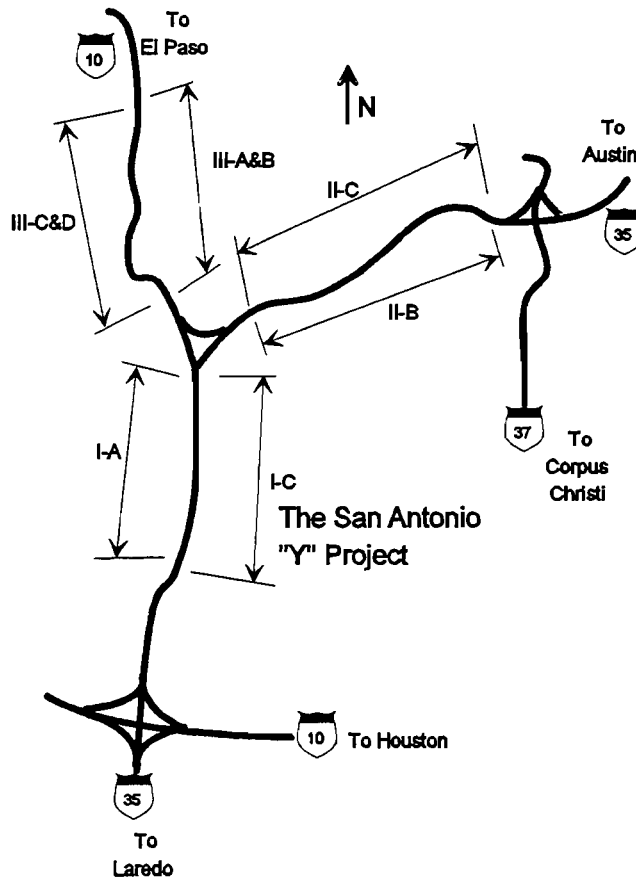 To
El Paso
10
N
To
Austin
35
III-A&B
II-C
III-C&D
II-B
I-A
I-C
37
To
Corpus
Christi
The San Antonio
"Y" Project
10
To Houston
35
To
Laredo